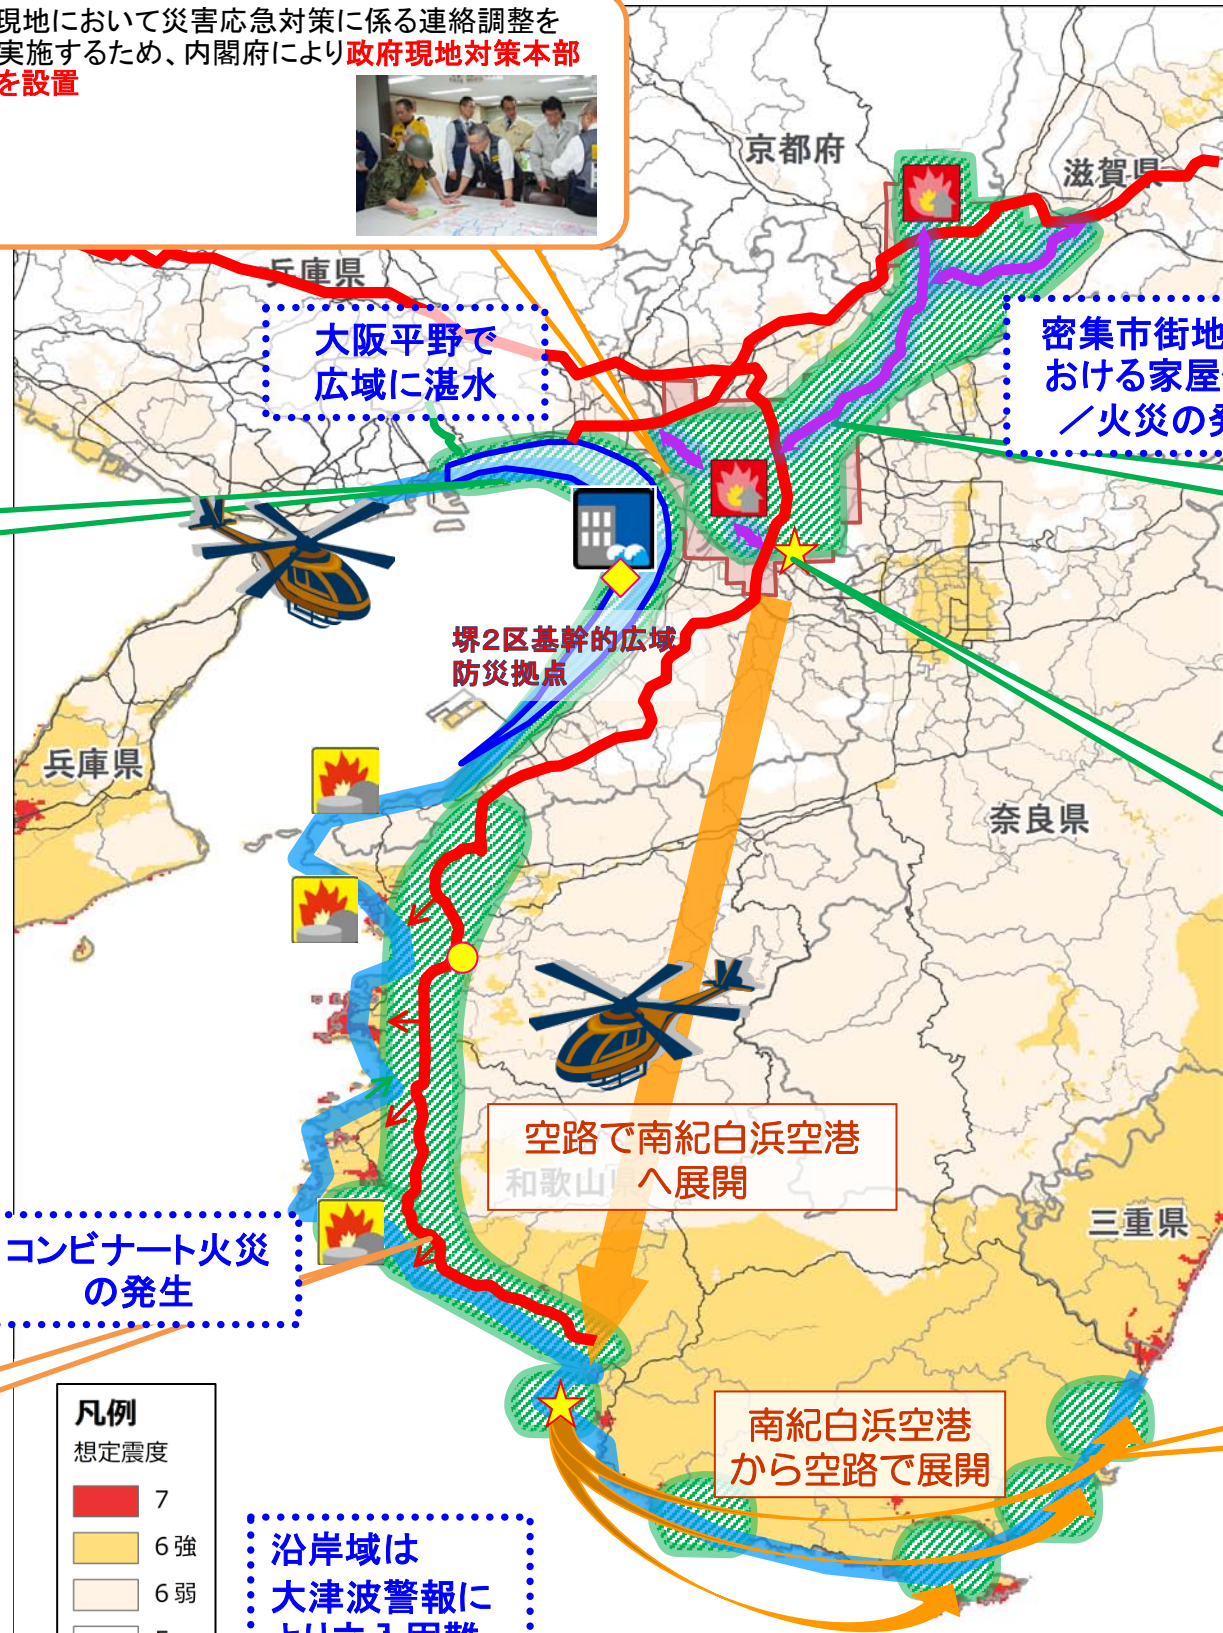 現地において災害応急対策に係る連絡調整を
実施するため、内閣府により政府現地対策本部
を設置
京都府
滋賀県
兵庫県
大阪平野で
広域に湛水
密集市街地
おける家屋
／火災の発
堺2区基幹的広域
防災拠点
兵庫県
奈良県
空路で南紀白浜空港
へ展開
和歌山県
三重県
コンビナート火災
の発生
南紀白浜空港
から空路で展開
凡例
想定震度
7
6強
6弱
沿岸域は
大津波警報に
より立入困難